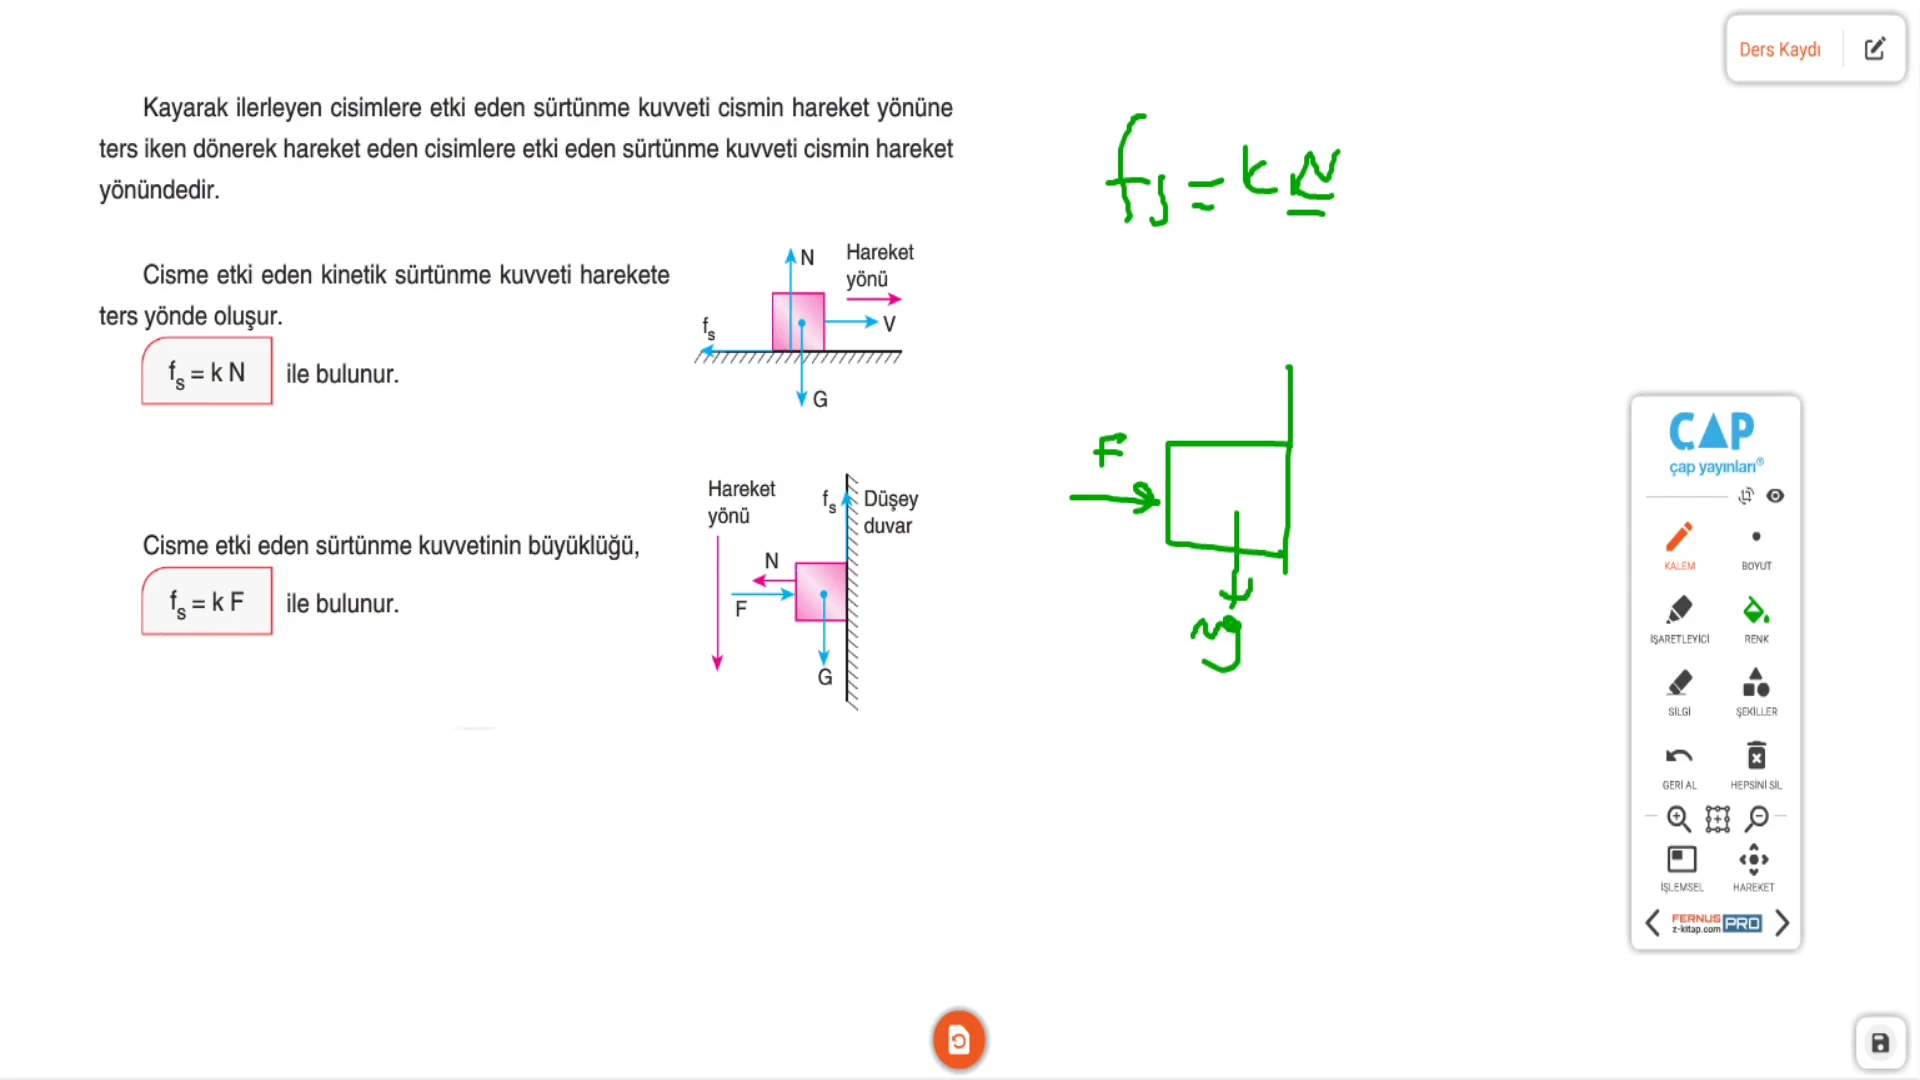 Ders Kaydı
Kayarak ilerleyen cisimlere etki eden sürtünme kuvveti cismin hareket yönüne
ters iken dönerek hareket eden cisimlere etki eden sürtünme kuvveti cismin hareket
yönündedir.
Cisme etki eden kinetik sürtünme kuvveti harekete
ters yönde oluşur.
fs = k N ile bulunur.
N
Hareket
yönü
fs
V
G
Cisme etki eden sürtünme kuvvetinin büyüklüğü,
fs = k F ile bulunur.
Hareket
yönü
fs
Düşey
duvar
N
F
G
fs = k N
F
mg
ÇAP
çap yayınları®
KALEM
BOYUT
İŞARETLEYİCİ
RENK
SİLGİ
ŞEKİLLER
GERİ AL
HEPSİNİ SİL
İŞLEMSEL
HAREKET
FERNUS
z-kitap.com
PRO